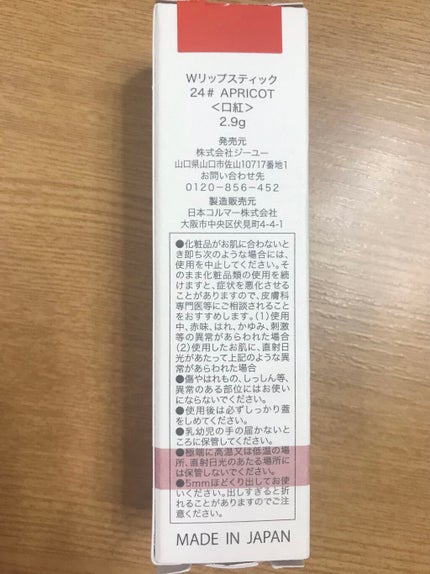 Wリップスティック
24# APRICOT
<口紅>
2.9g
発売元
株式会社ジーユー
山口県山口市佐山10717番地1
お問い合わせ先
0120-856-452
製造販売元
日本コルマー株式会社
大阪市中央区伏見町4-4-1
●化粧品がお肌に合わないと
き即ち次のような場合には、
使用を中止してください。そ
のまま化粧品類の使用を続
けますと、症状を悪化させる
ことがありますので、皮膚科
専門医等にご相談されること
をおすすめします。(1)使用
中、赤味、はれ、かゆみ、刺激
等の異常があらわれた場合
(2)使用したお肌に、直射日
光があたって上記のような異
常があらわれた場合
●傷やはれもの、しっしん等、
異常のある部位にはお使い
にならないでください。
●使用後は必ずしっかり蓋
をしめてください。
●乳幼児の手の届かないと
ころに保管してください。
●極端に高温又は低温の場
所、直射日光のあたる場所に
は保管しないでください。
●5mmほどくり出してお使
いください。出しすぎると折
れることがありますのでご注
意ください。
MADE IN JAPAN